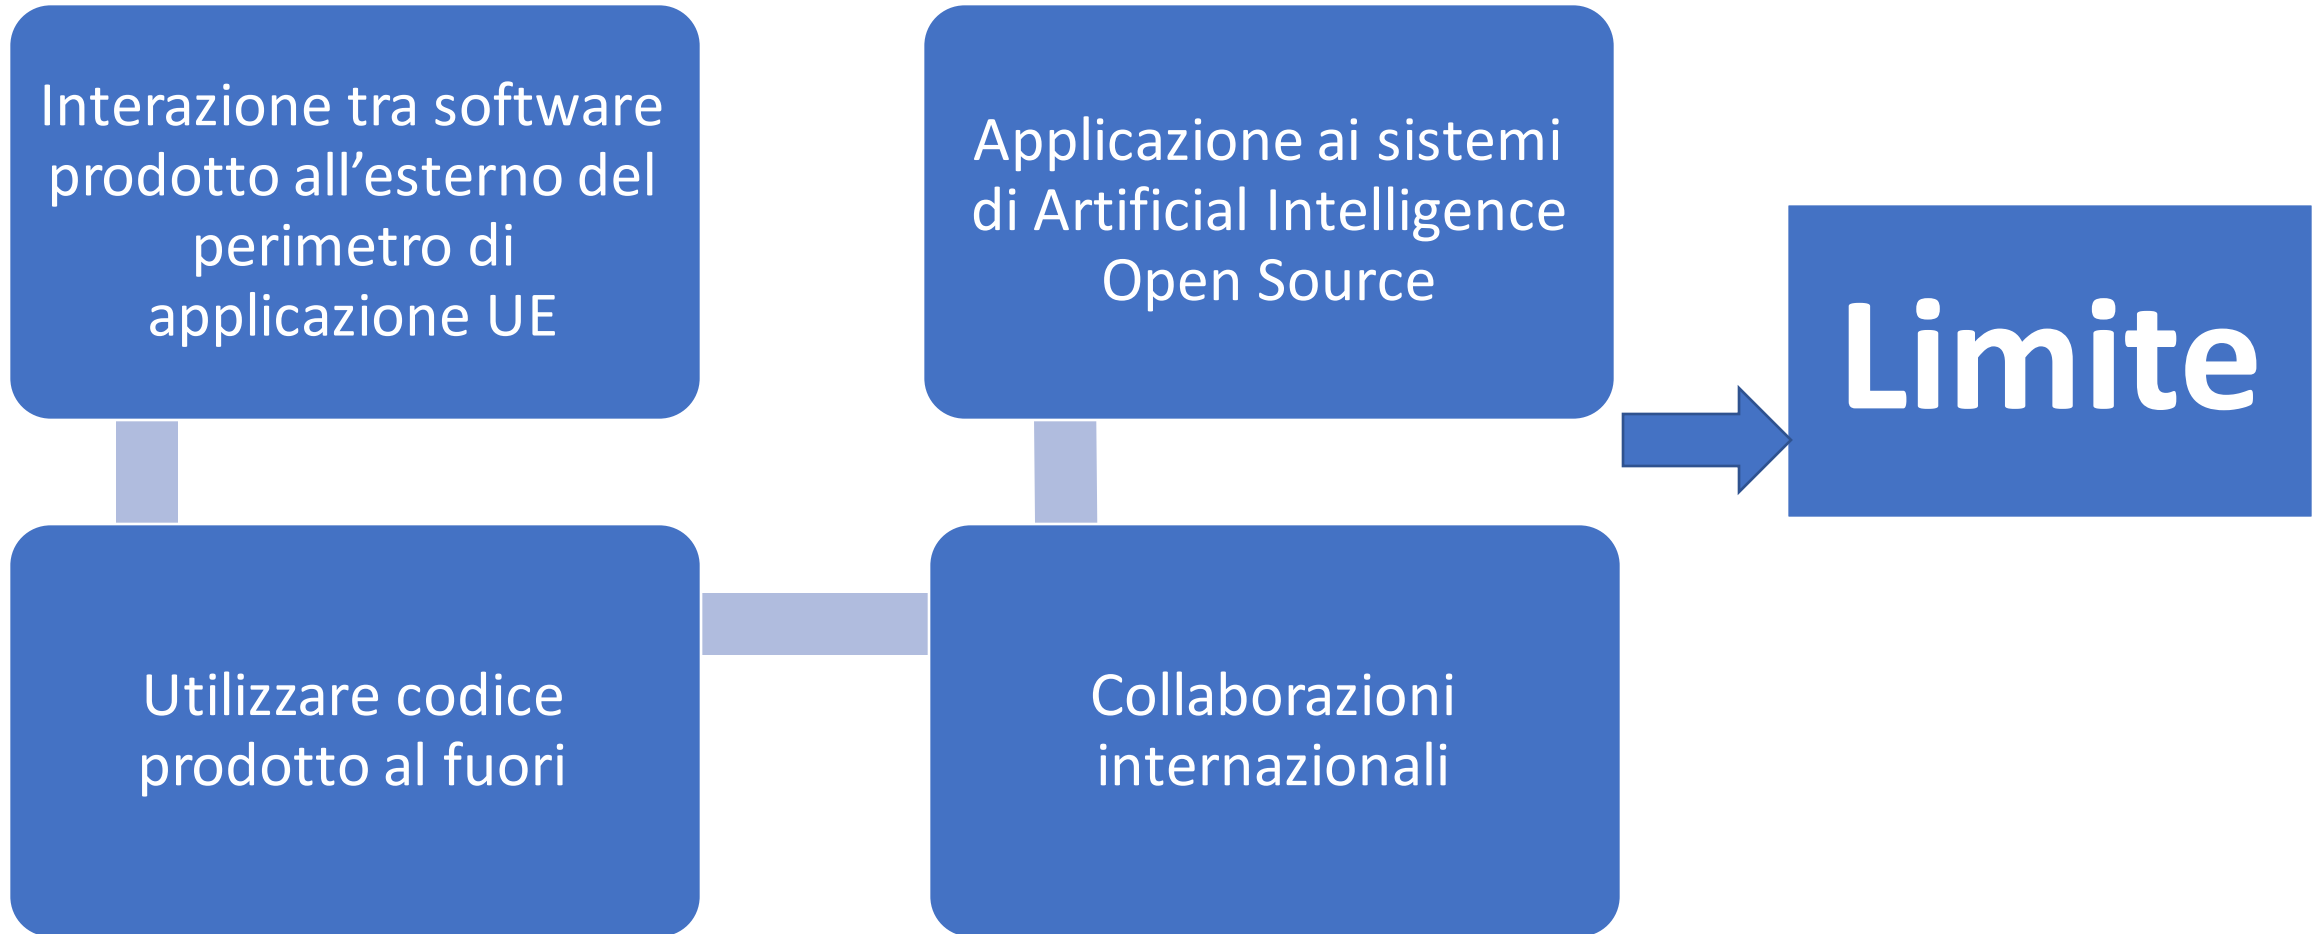 Interazione tra software
prodotto all’esterno del
perimetro di
applicazione UE
Utilizzare codice
prodotto al fuori
Collaborazioni
internazionali
Applicazione ai sistemi
di Artificial Intelligence
Open Source
Limite